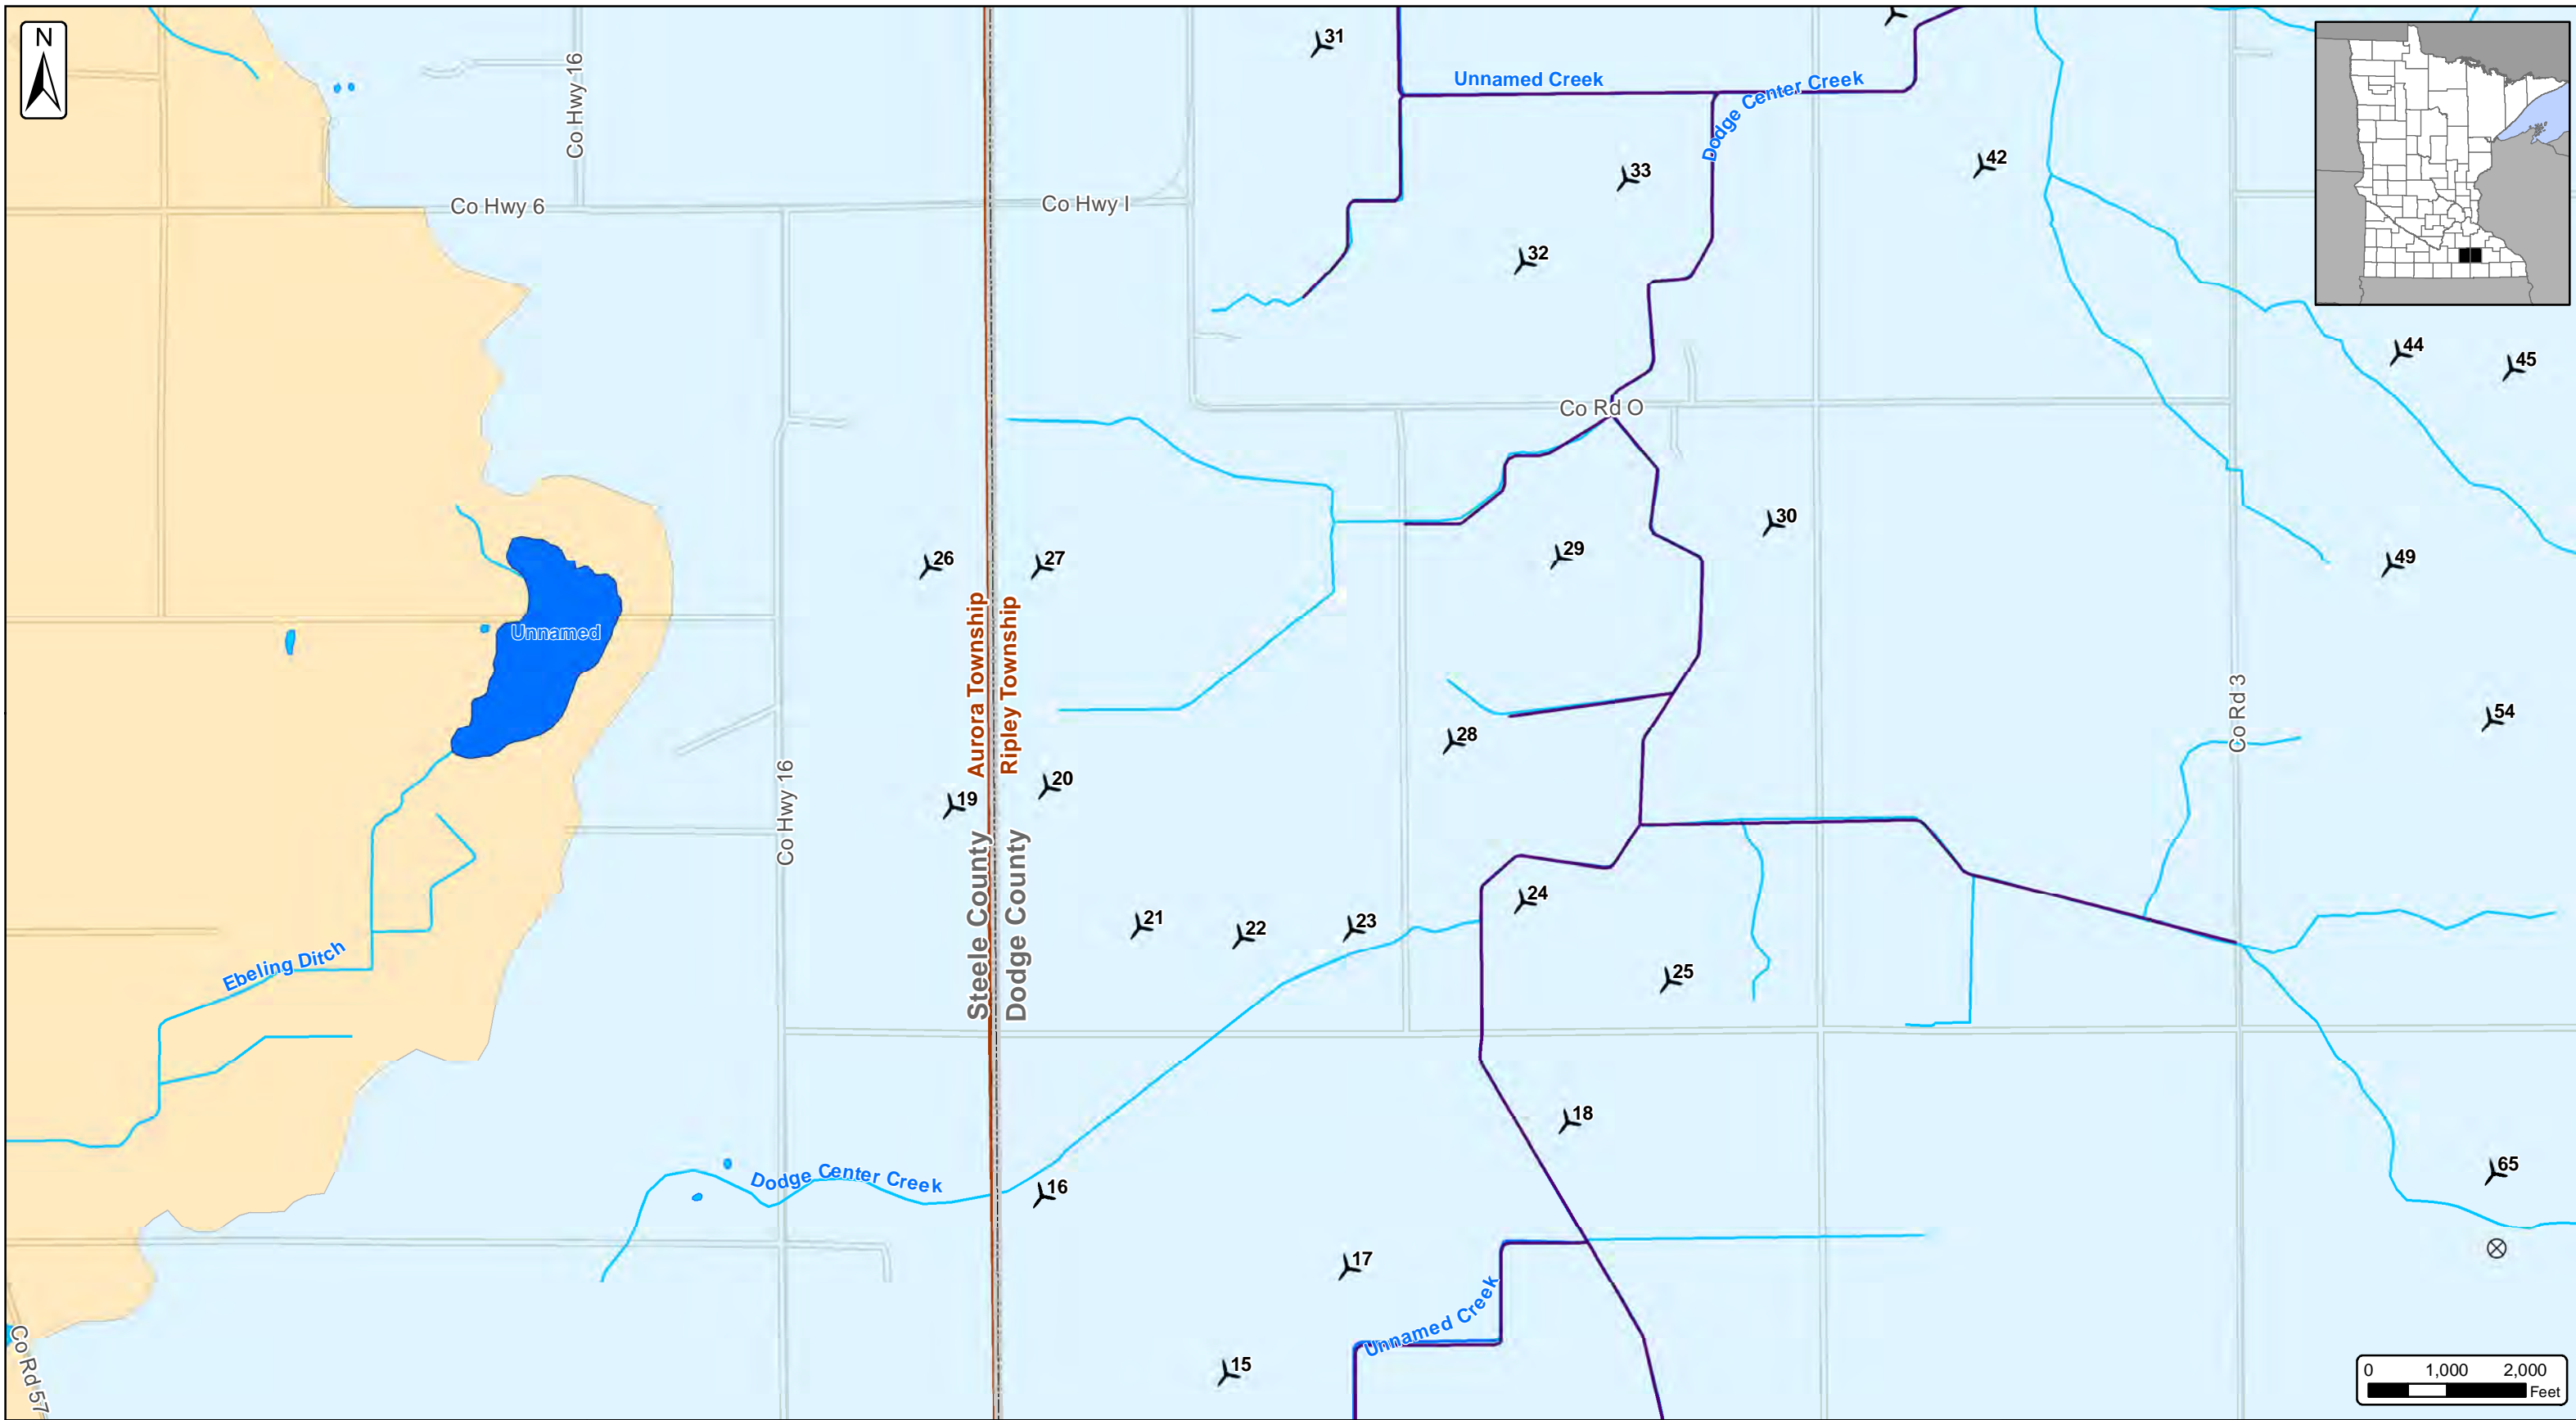 N
31
Co Hwy 16
Unnamed Creek
Dodge Center Creek
33
42
Co Hwy 6
Co Hwy I
32
44
45
Co Rd O
30
29
26
27
49
Unnamed
Aurora Township
Ripley Township
Co Rd 3
54
28
20
19
Co Hwy 16
Steele County
Dodge County
24
21
22
23
Ebeling Ditch
25
18
65
Dodge Center Creek
16
17
Unnamed Creek
15
Co Rd 57
0 1,000 2,000
Feet